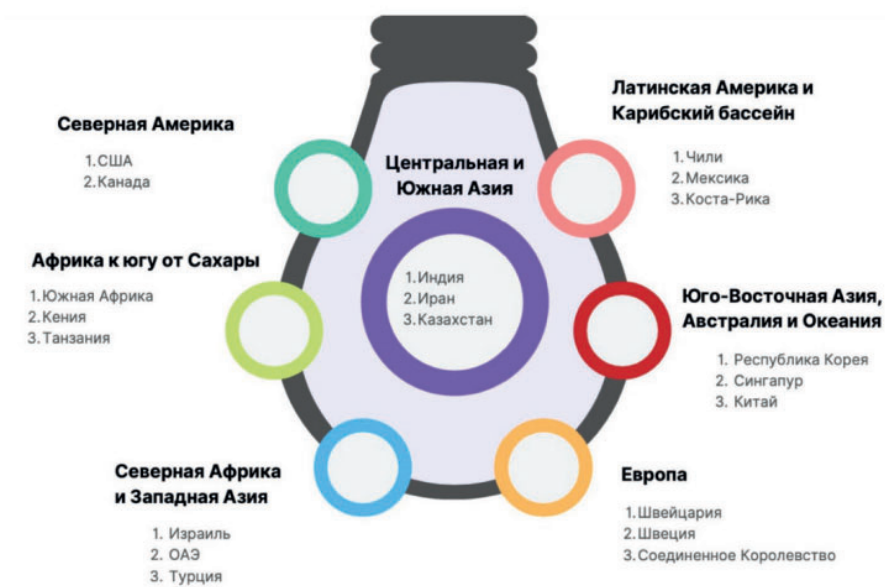 Северная Америка
1.США
2.Канада
Латинская Америка и
Карибский бассейн
1.Чили
2.Мексика
3.Коста-Рика
Центральная и
Южная Азия
1.Индия
2.Иран
3.Казахстан
Африка к югу от Сахары
1.Южная Африка
2.Кения
3.Танзания
Юго-Восточная Азия,
Австралия и Океания
1. Республика Корея
2. Сингапур
3. Китай
Северная Африка
и Западная Азия
1. Израиль
2. ОАЭ
3. Турция
Европа
1.Швейцария
2.Швеция
3.Соединенное Королевство